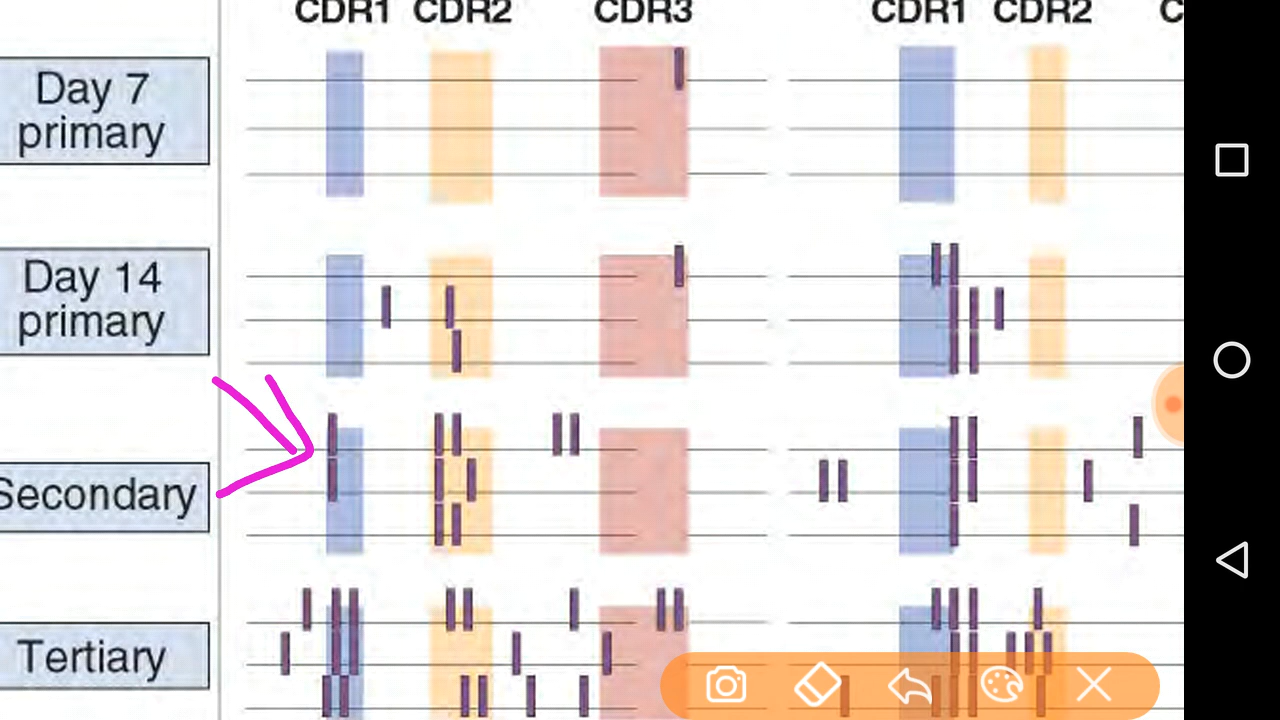 CDR1 CDR2 CDR3 CDR1 CDR2 C
Day 7
primary
Day 14
primary
Secondary
Tertiary